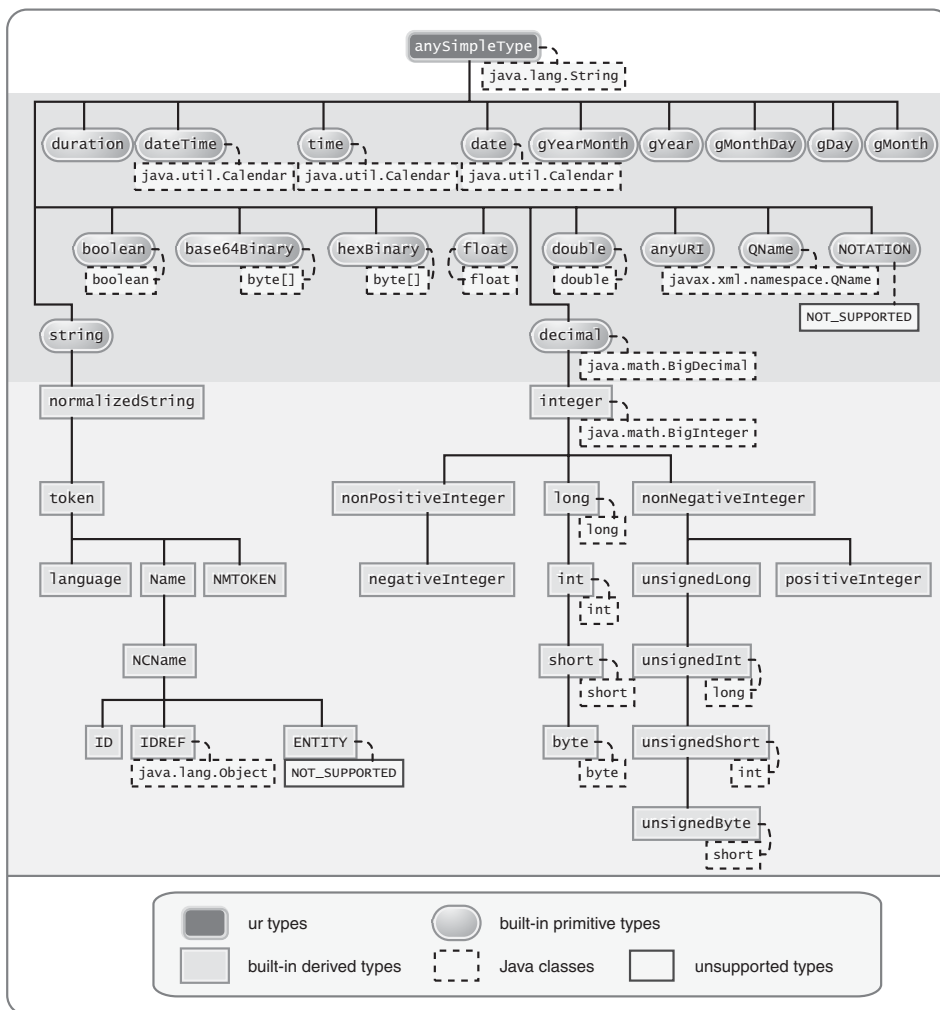 anySimpleType
java.lang.String
duration dateTime time date gYearMonth gYear gMonthDay gDay gMonth
java.util.Calendar java.util.Calendar java.util.Calendar
boolean base64Binary hexBinary float double anyURI QName NOTATION
boolean byte[] byte[] float double javax.xml.namespace.QName
NOT_SUPPORTED
string decimal
java.math.BigDecimal
normalizedString integer
java.math.BigInteger
token nonPositiveInteger long nonNegativeInteger
long
language Name NMTOKEN negativeInteger int unsignedLong positiveInteger
int
NCName short unsignedInt
short long
ID IDREF ENTITY byte unsignedShort
java.lang.Object NOT_SUPPORTED byte int
unsignedByte
short
ur types built-in primitive types
built-in derived types Java classes unsupported types